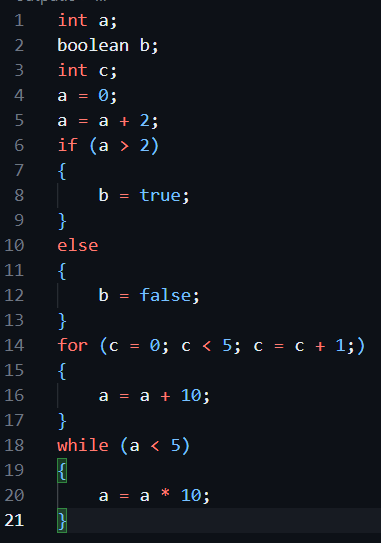 1 int a;
2 boolean b;
3 int c;
4 a = 0;
5 a = a + 2;
6 if (a > 2)
7 {
8 b = true;
9 }
10 else
11 {
12 b = false;
13 }
14 for (c = 0; c < 5; c = c + 1;)
15 {
16 a = a + 10;
17 }
18 while (a < 5)
19 {
20 a = a * 10;
21 }